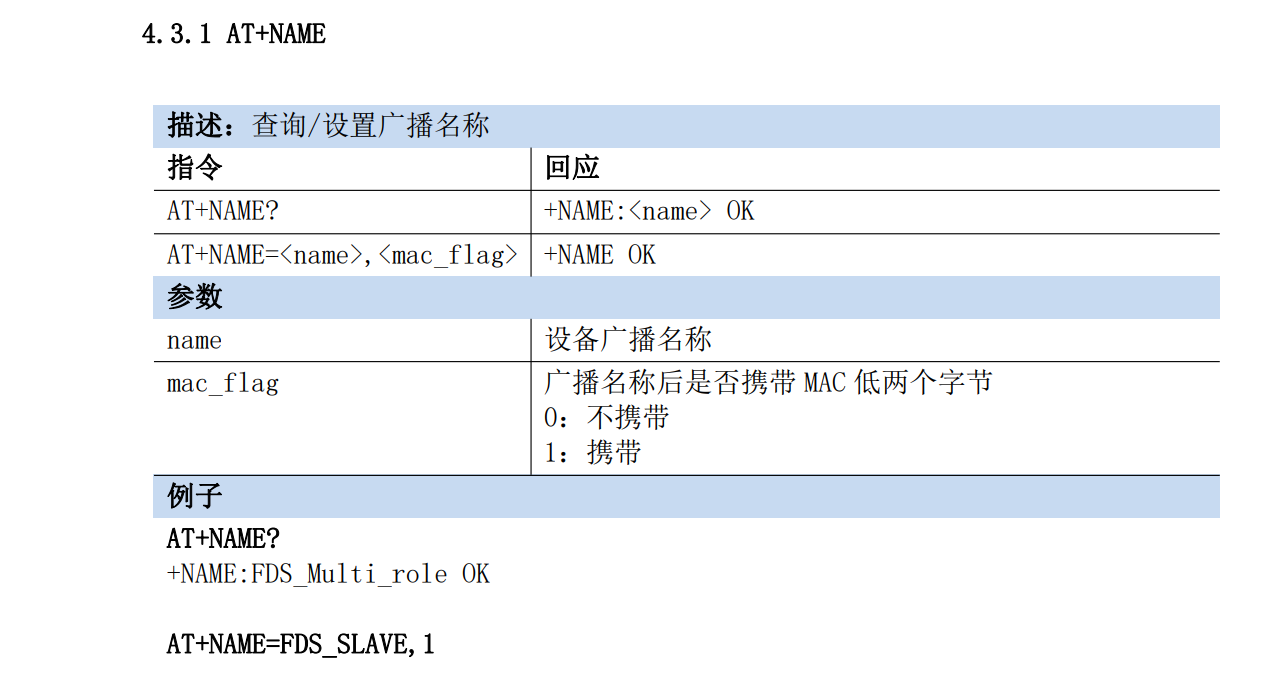 4.3.1 AT+NAME
描述：查询/设置广播名称
指令 回应
AT+NAME? +NAME:<name> OK
AT+NAME=<name>,<mac_flag> +NAME OK
参数
name 设备广播名称
mac_flag 广播名称后是否携带 MAC 低两个字节
0：不携带
1：携带
例子
AT+NAME?
+NAME:FDS_Multi_role OK
AT+NAME=FDS_SLAVE,1